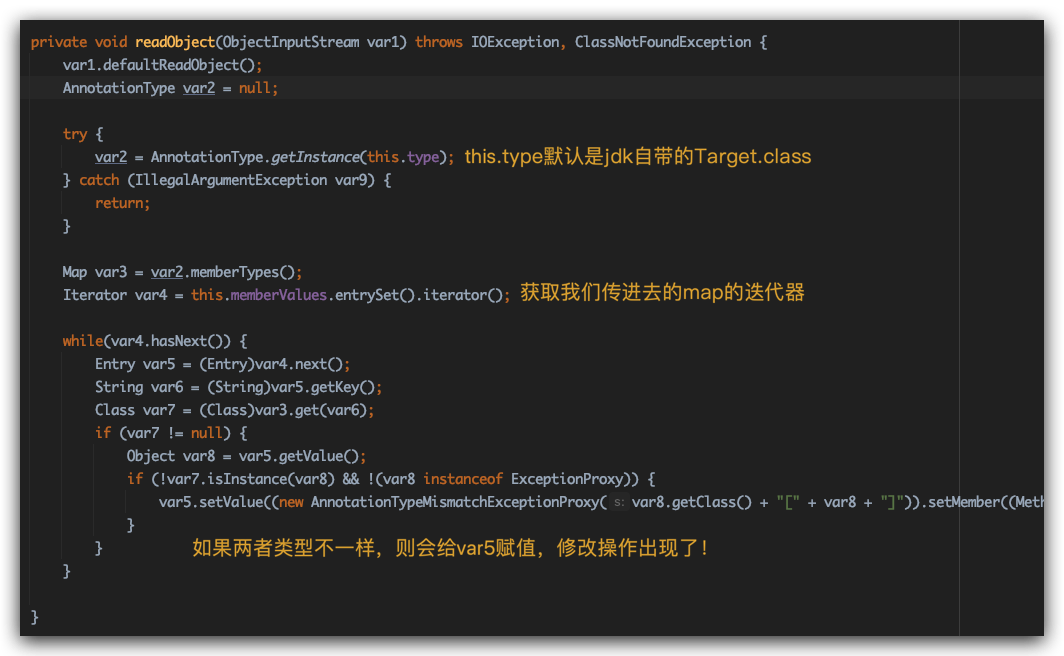 private void readObject(ObjectInputStream var1) throws IOException, ClassNotFoundException {
var1.defaultReadObject();
AnnotationType var2 = null;
try {
var2 = AnnotationType.getInstance(this.type); this.type默认是jdk自带的Target.class
} catch (IllegalArgumentException var9) {
return;
}
Map var3 = var2.memberTypes();
Iterator var4 = this.memberValues.entrySet().iterator(); 获取我们传进去的map的迭代器
while(var4.hasNext()) {
Entry var5 = (Entry)var4.next();
String var6 = (String)var5.getKey();
Class var7 = (Class)var3.get(var6);
if (var7 != null) {
Object var8 = var5.getValue();
if (!var7.isInstance(var8) && !(var8 instanceof ExceptionProxy)) {
var5.setValue((new AnnotationTypeMismatchExceptionProxy( s: var8.getClass() + "[" + var8 + "]")).setMember((Meth
}
} 如果两者类型不一样，则会给var5赋值，修改操作出现了！
}
}